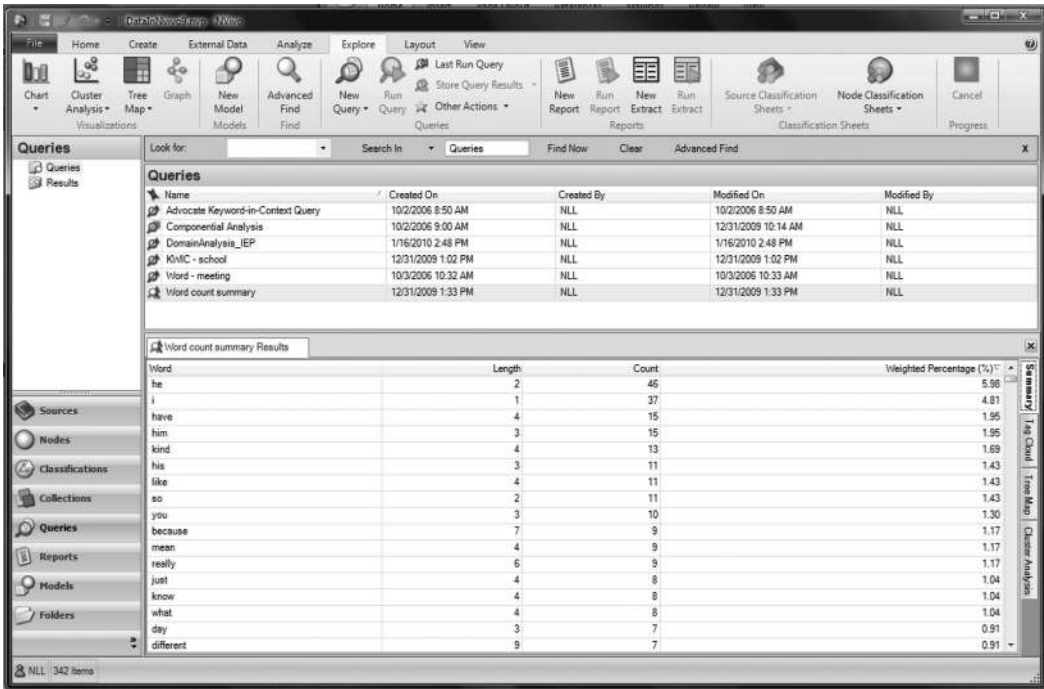 DataInNvivo9.nvp - NVivo
File Home Create External Data Analyze Explore Layout View
Chart
Cluster Analysis
Tree Map
Graph
Visualizations
New Model
Models
Advanced Find
Find
New Query
Run Query
Last Run Query
Store Query Results
Other Actions
Queries
New Report
Run Report
New Extract
Run Extract
Reports
Source Classification Sheets
Node Classification Sheets
Classification Sheets
Cancel
Progress
Queries
Queries
Results
Look for: Search In Queries Find Now Clear Advanced Find X
Queries
Name Created On Created By Modified On Modified By
Advocate Keyword-in-Context Query 10/2/2006 8:50 AM NLL 10/2/2006 8:50 AM NLL
Componential Analysis 10/2/2006 9:00 AM NLL 12/31/2009 10:14 AM NLL
DomainAnalysis_IEP 1/16/2010 2:48 PM NLL 1/16/2010 2:48 PM NLL
KWIC - school 12/31/2009 1:02 PM NLL 12/31/2009 1:02 PM NLL
Word - meeting 10/3/2006 10:32 AM NLL 10/3/2006 10:33 AM NLL
Word count summary 12/31/2009 1:33 PM NLL 12/31/2009 1:33 PM NLL
Word count summary Results
Word Length Count Weighted Percentage (%)
he 2 46 5.98
i 1 37 4.81
have 4 15 1.95
him 3 15 1.95
kind 4 13 1.69
his 3 11 1.43
like 4 11 1.43
so 2 11 1.43
you 3 10 1.30
because 7 9 1.17
mean 4 9 1.17
really 6 9 1.17
just 4 8 1.04
know 4 8 1.04
what 4 8 1.04
day 3 7 0.91
different 9 7 0.91
Summary
Tag Cloud
Tree Map
Cluster Analysis
Sources
Nodes
Classifications
Collections
Queries
Reports
Models
Folders
NLL 342 Items